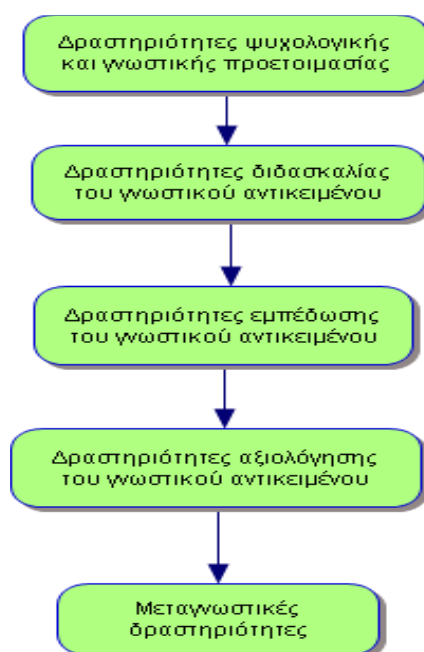 Δραστηριότητες ψυχολογικής
και γνωστικής προετοιμασίας
Δραστηριότητες διδασκαλίας
του γνωστικού αντικειμένου
Δραστηριότητες εμπέδωσης
του γνωστικού αντικειμένου
Δραστηριότητες αξιολόγησης
του γνωστικού αντικειμένου
Μεταγνωστικές
δραστηριότητες